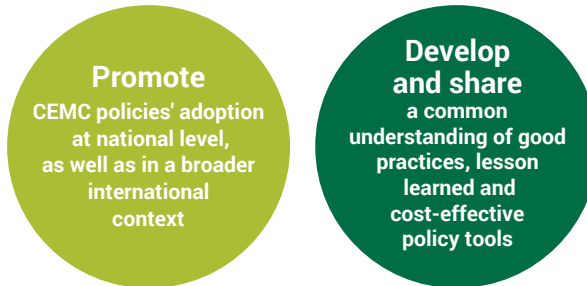 Promote
CEMC policies' adoption
at national level,
as well as in a broader
international
context
Develop
and share
a common
understanding of good
practices, lesson
learned and
cost-effective
policy tools